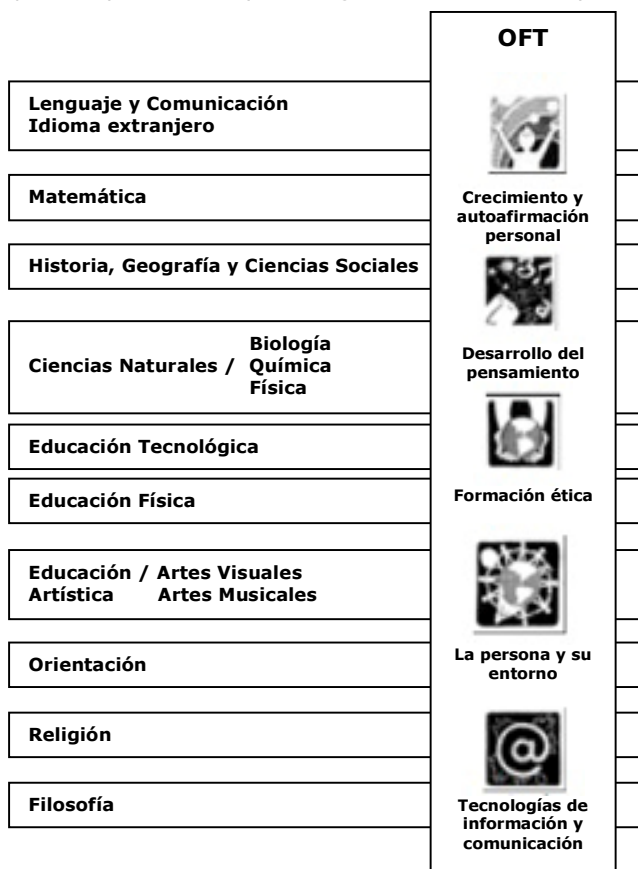 OFT
Lenguaje y Comunicación
Idioma extranjero
Matemática
Historia, Geografía y Ciencias Sociales
Ciencias Naturales / Biología
Química
Física
Educación Tecnológica
Educación Física
Educación / Artes Visuales
Artística Artes Musicales
Orientación
Religión
Filosofía
Crecimiento y
autoafirmación
personal
Desarrollo del
pensamiento
Formación ética
La persona y su
entorno
@
Tecnologías de
información y
comunicación